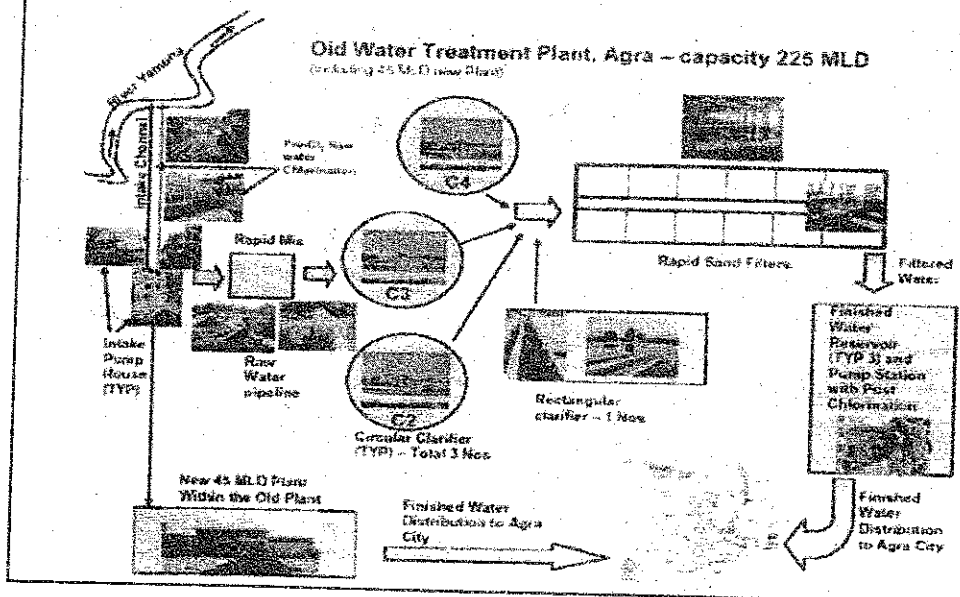 Old Water Treatment Plant, Agra – capacity 225 MLD
(including 45 MLD new Plant)
River Yamuna
Intake Channel
water
Chlorination
C4
Rapid Mix
C3
Rapid Sand Filters
Filtered
Water
Intake
Pump
House
(TYP)
Raw
Water
pipeline
C2
Circular Clarifier
(TYP) – Total 3 Nos
Rectangular
clarifier – 1 Nos
Finished
Water
Reservoir
(TYP 3) and
Pump Station
with Post
Chlorination
New 45 MLD Plant
Within the Old Plant
Finished Water
Distribution to Agra
City
Finished
Water
Distribution
to Agra City